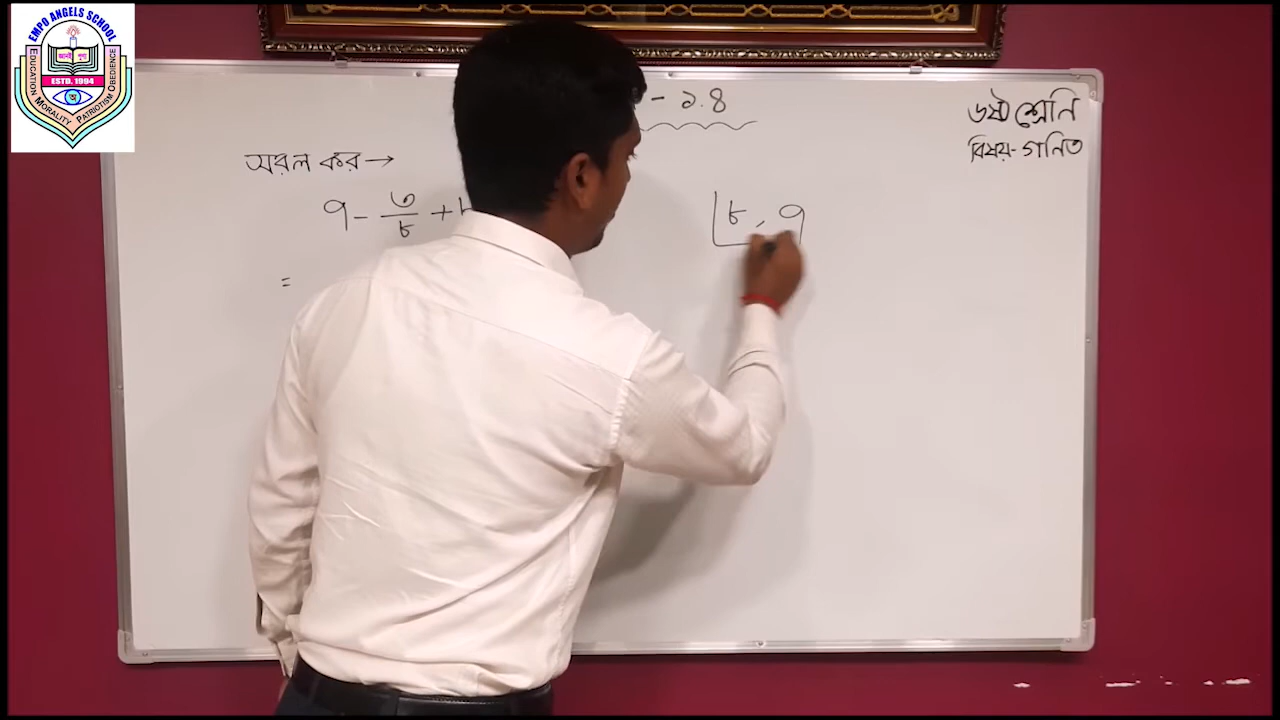 EMPO ANGELS SCHOOL
ESTD. 1994
EDUCATION MORALITY PATRIOTISM OBEDIENCE
- ১.৪
৬ষ্ঠ শ্রেনি
বিষয়- গনিত
সরল কর →
৭ - ৩/৮ + ৮
৮, ৭
=